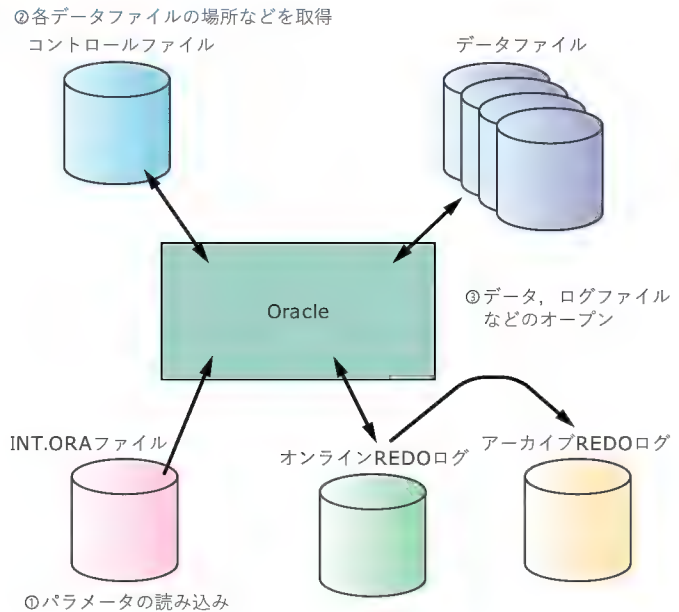 ②各データファイルの場所などを取得
コントロールファイル
データファイル
Oracle
③データ，ログファイル
などのオープン
INT.ORAファイル
オンラインREDOログ
アーカイブREDOログ
①パラメータの読み込み